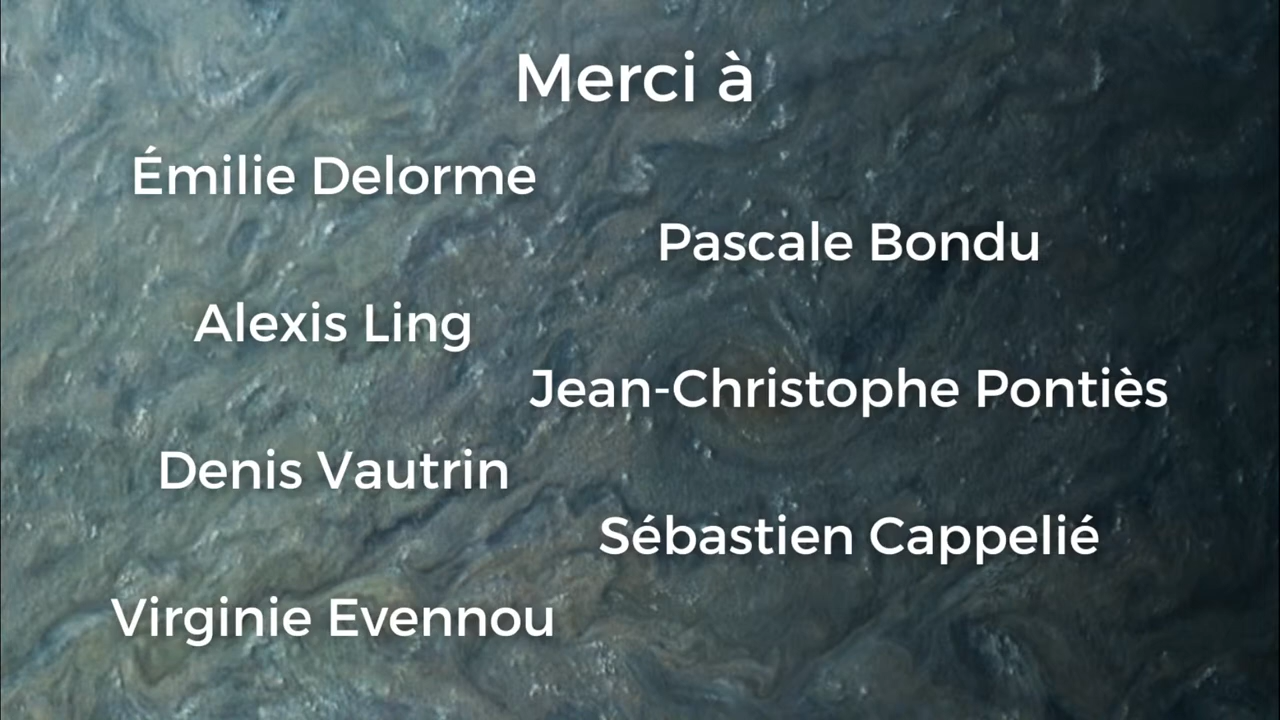 Merci à
Émilie Delorme
Pascale Bondu
Alexis Ling
Jean-Christophe Pontiès
Denis Vautrin
Sébastien Cappelié
Virginie Evennou